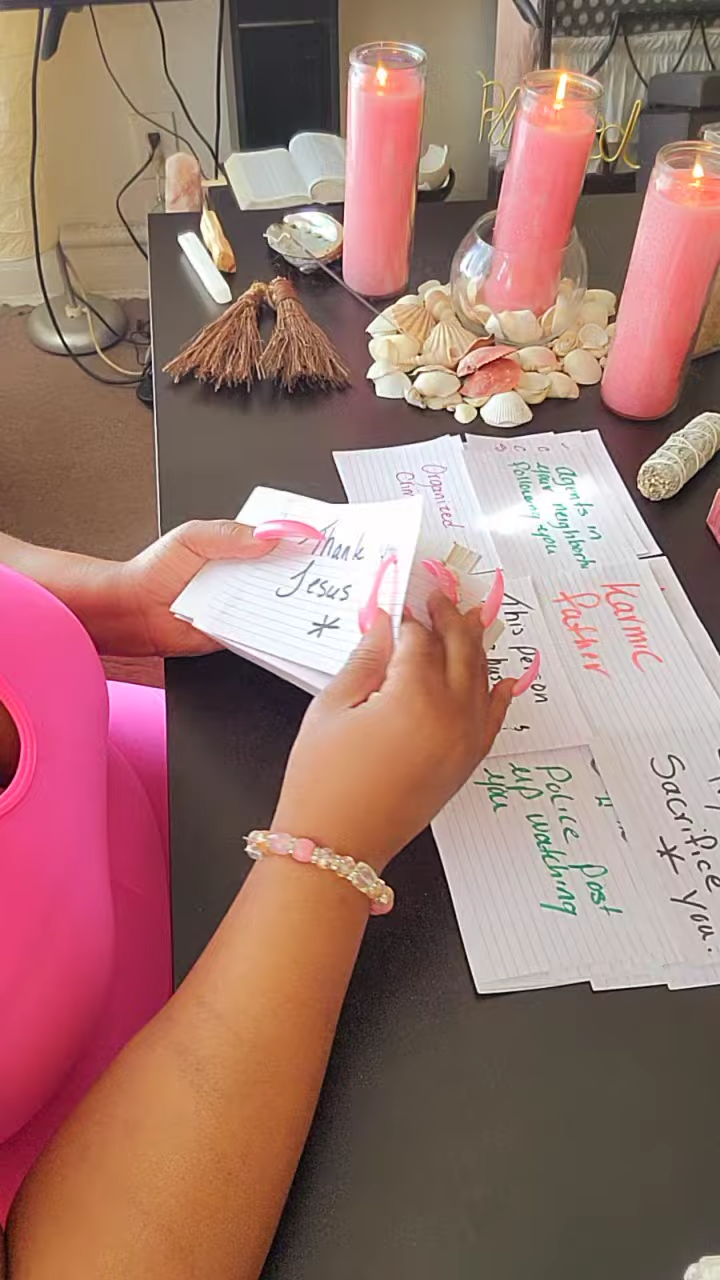 Thank
Jesus
*
Organized
agents in
your neighborh
following you
Karmic
father
This person
Police Post
up watching
you
Sacrifice
* you.